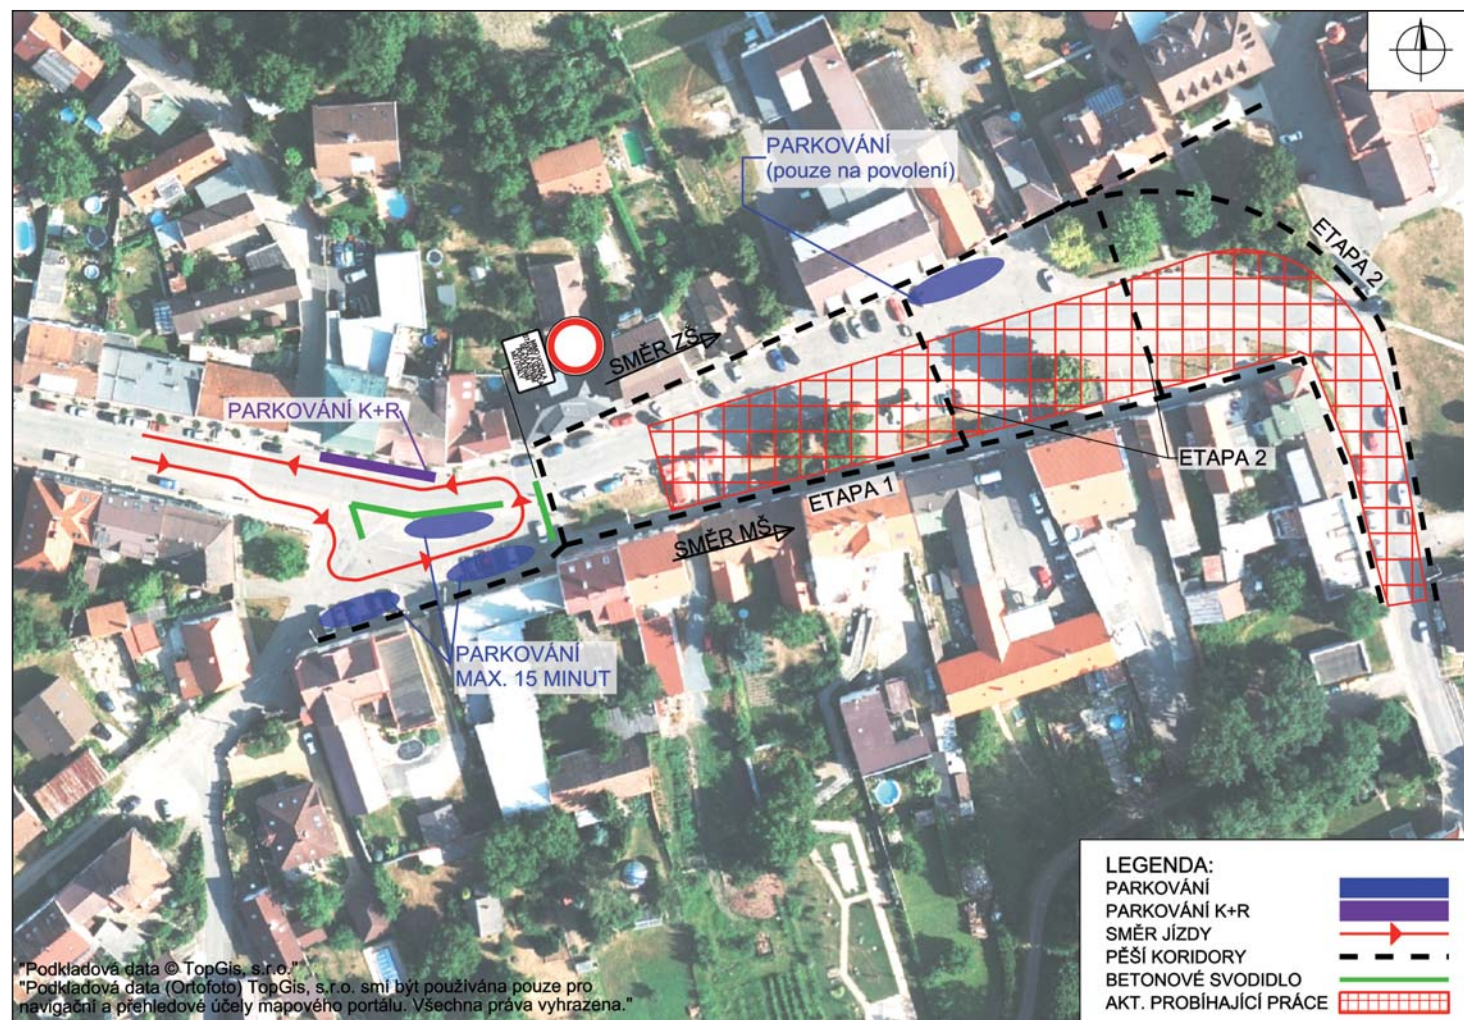 PARKOVÁNÍ
(pouze na povolení)
ETAPA 2
SMĚR ZŠ
PARKOVÁNÍ K+R
ETAPA 2
ETAPA 1
SMĚR MŠ
PARKOVÁNÍ
MAX. 15 MINUT
LEGENDA:
PARKOVÁNÍ
PARKOVÁNÍ K+R
SMĚR JÍZDY
PĚŠÍ KORIDORY
BETONOVÉ SVODIDLO
AKT. PROBÍHAJÍCÍ PRÁCE
"Podkladová data © TopGis, s.r.o."
"Podkladová data (Ortofoto) TopGis, s.r.o. smí být používána pouze pro
navigační a přehledové účely mapového portálu. Všechna práva vyhrazena."